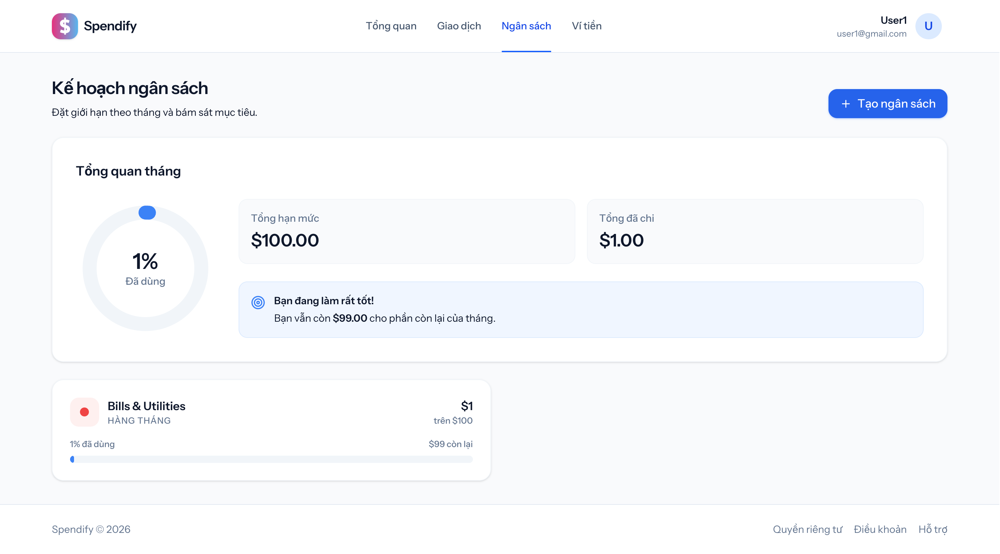 $ Spendify
Tổng quan
Giao dịch
Ngân sách
Ví tiền
User1
user1@gmail.com
U
Kế hoạch ngân sách
Đặt giới hạn theo tháng và bám sát mục tiêu.
+ Tạo ngân sách
Tổng quan tháng
1%
Đã dùng
Tổng hạn mức
$100.00
Tổng đã chi
$1.00
Bạn đang làm rất tốt!
Bạn vẫn còn $99.00 cho phần còn lại của tháng.
Bills & Utilities
HÀNG THÁNG
$1
trên $100
1% đã dùng
$99 còn lại
Spendify © 2026
Quyền riêng tư
Điều khoản
Hỗ trợ